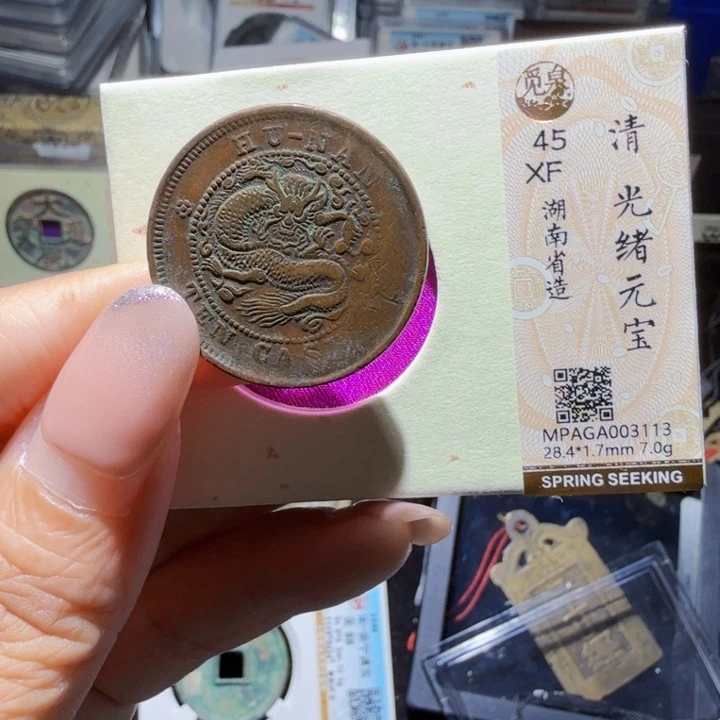 HU-NAN
TEN CAS
觅泉
45
XF
清 光绪元宝
湖南省造
MPAGA003113
28.4*1.7mm 7.0g
SPRING SEEKING